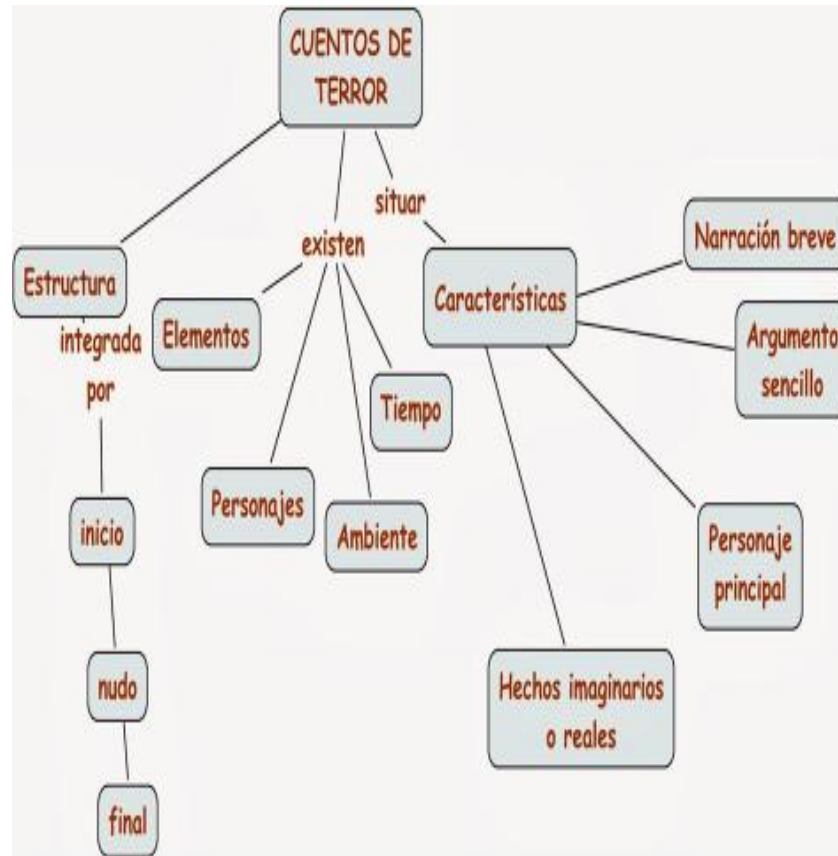 CUENTOS DE
TERROR
situar
existen
Estructura
integrada
por
inicio
nudo
final
Elementos
Personajes
Ambiente
Tiempo
Características
Narración breve
Argumento
sencillo
Personaje
principal
Hechos imaginarios
o reales